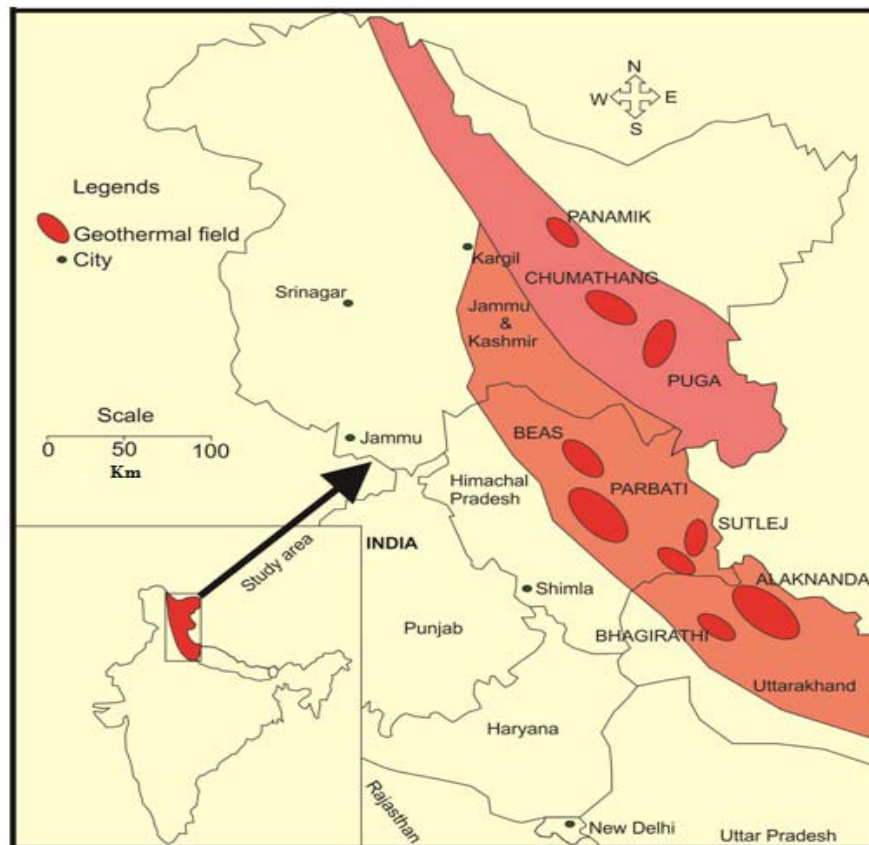 N
W E
S
Legends
Geothermal field
City
PANAMIK
Kargil
CHUMATHANG
Srinagar
Jammu
&
Kashmir
PUGA
Scale
0 50 100
Km
Jammu
BEAS
Himachal
Pradesh
PARBATI
SUTLEJ
INDIA
Study area
ALAKNANDA
Shimla
Punjab
BHAGIRATHI
Uttarakhand
Haryana
Rajasthan
New Delhi
Uttar Pradesh